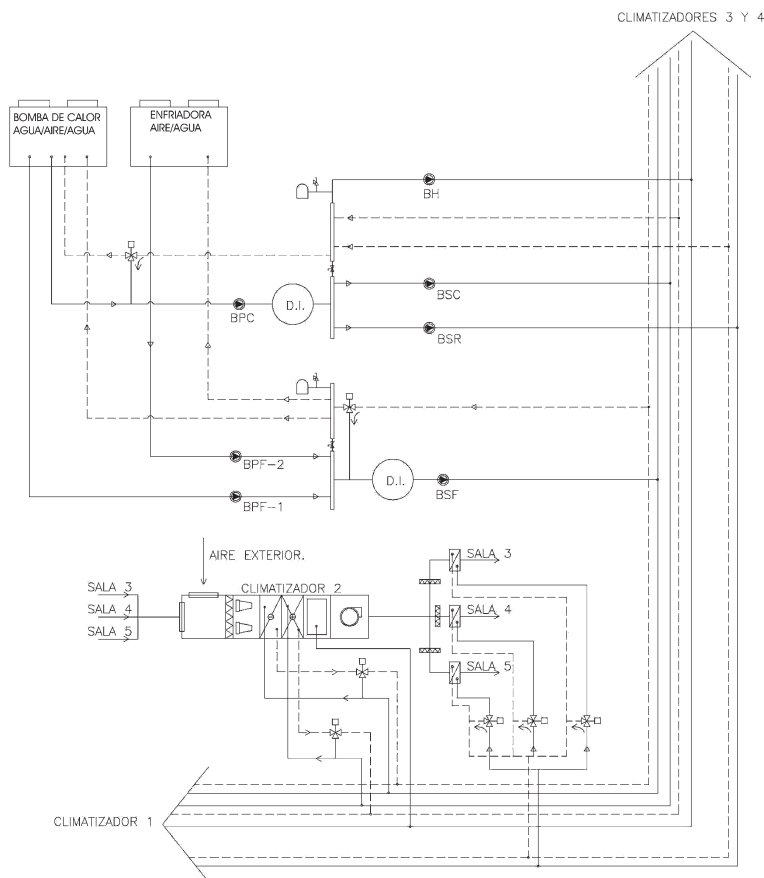 CLIMATIZADORES 3 Y 4
BOMBA DE CALOR
AGUA/AIRE/AGUA
ENFRIADORA
AIRE/AGUA
BH
BSC
D.I.
BPC
BSR
BPF-2
D.I.
BSF
BPF-1
AIRE EXTERIOR.
SALA 3
SALA 3
CLIMATIZADOR 2
SALA 4
SALA 4
SALA 5
SALA 5
CLIMATIZADOR 1